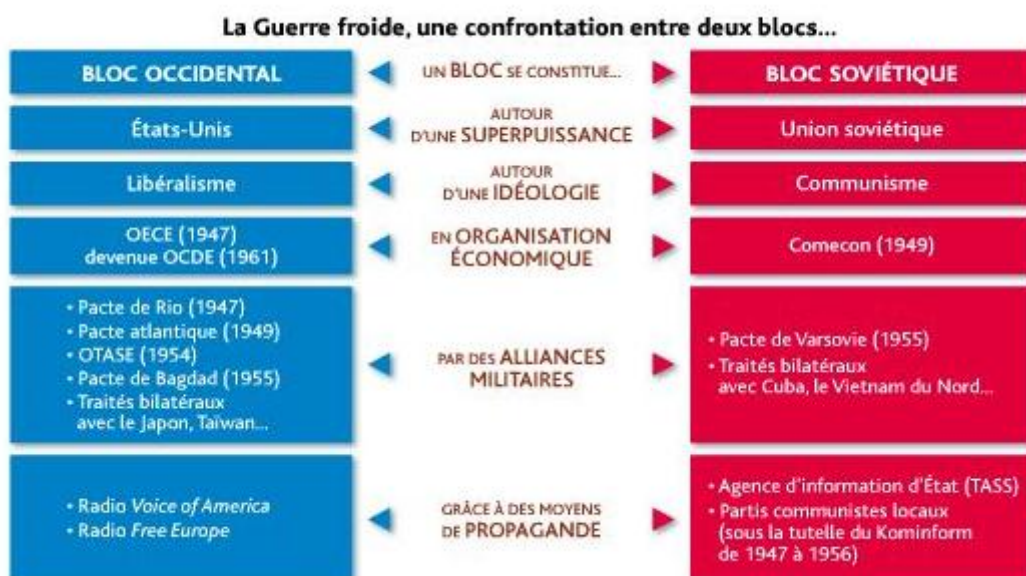 La Guerre froide, une confrontation entre deux blocs...
BLOC OCCIDENTAL
UN BLOC SE CONSTITUE...
BLOC SOVIÉTIQUE
États-Unis
AUTOUR
D'UNE SUPERPUISSANCE
Union soviétique
Libéralisme
AUTOUR
D'UNE IDÉOLOGIE
Communisme
OECE (1947)
devenue OCDE (1961)
EN ORGANISATION
ÉCONOMIQUE
Comecon (1949)
• Pacte de Rio (1947)
• Pacte atlantique (1949)
• OTASE (1954)
• Pacte de Bagdad (1955)
• Traités bilatéraux
avec le Japon, Taïwan...
PAR DES ALLIANCES
MILITAIRES
• Pacte de Varsovie (1955)
• Traités bilatéraux
avec Cuba, le Vietnam du Nord...
• Radio Voice of America
• Radio Free Europe
GRÂCE À DES MOYENS
DE PROPAGANDE
• Agence d'information d'État (TASS)
• Partis communistes locaux
(sous la tutelle du Kominform
de 1947 à 1956)